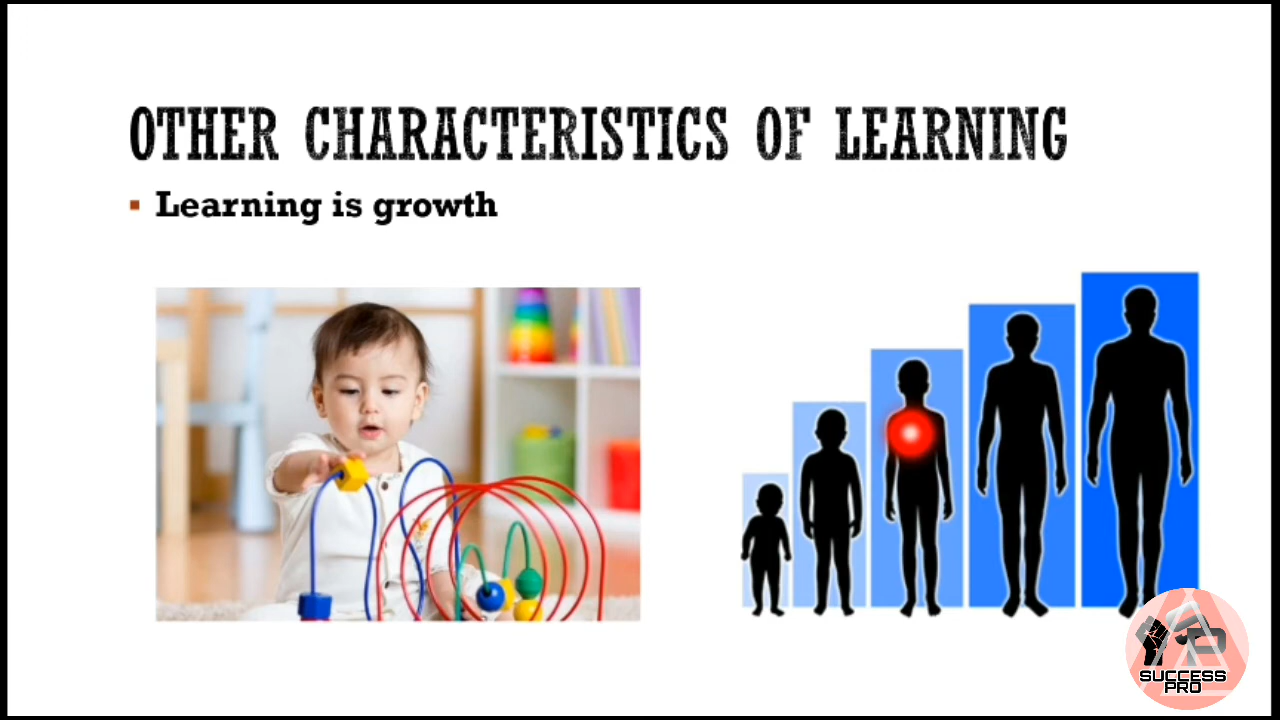 OTHER CHARACTERISTICS OF LEARNING
Learning is growth
SUCCESS
PRO